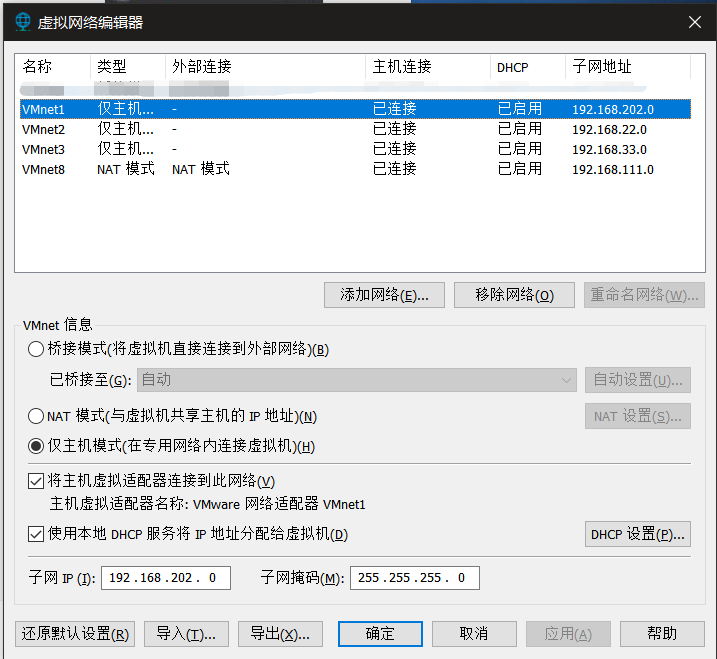 虚拟网络编辑器
名称 类型 外部连接 主机连接 DHCP 子网地址
VMnet1 仅主机... - 已连接 已启用 192.168.202.0
VMnet2 仅主机... - 已连接 已启用 192.168.22.0
VMnet3 仅主机... - 已连接 已启用 192.168.33.0
VMnet8 NAT 模式 NAT 模式 已连接 已启用 192.168.111.0
添加网络(E)... 移除网络(O) 重命名网络(W)...
VMnet 信息
桥接模式(将虚拟机直接连接到外部网络)(B)
已桥接至(G): 自动 自动设置(U)...
NAT 模式(与虚拟机共享主机的 IP 地址)(N) NAT 设置(S)...
仅主机模式(在专用网络内连接虚拟机)(H)
将主机虚拟适配器连接到此网络(V)
主机虚拟适配器名称: VMware 网络适配器 VMnet1
使用本地 DHCP 服务将 IP 地址分配给虚拟机(D) DHCP 设置(P)...
子网 IP (I): 192.168.202. 0 子网掩码(M): 255.255.255. 0
还原默认设置(R) 导入(T)... 导出(X)... 确定 取消 应用(A) 帮助